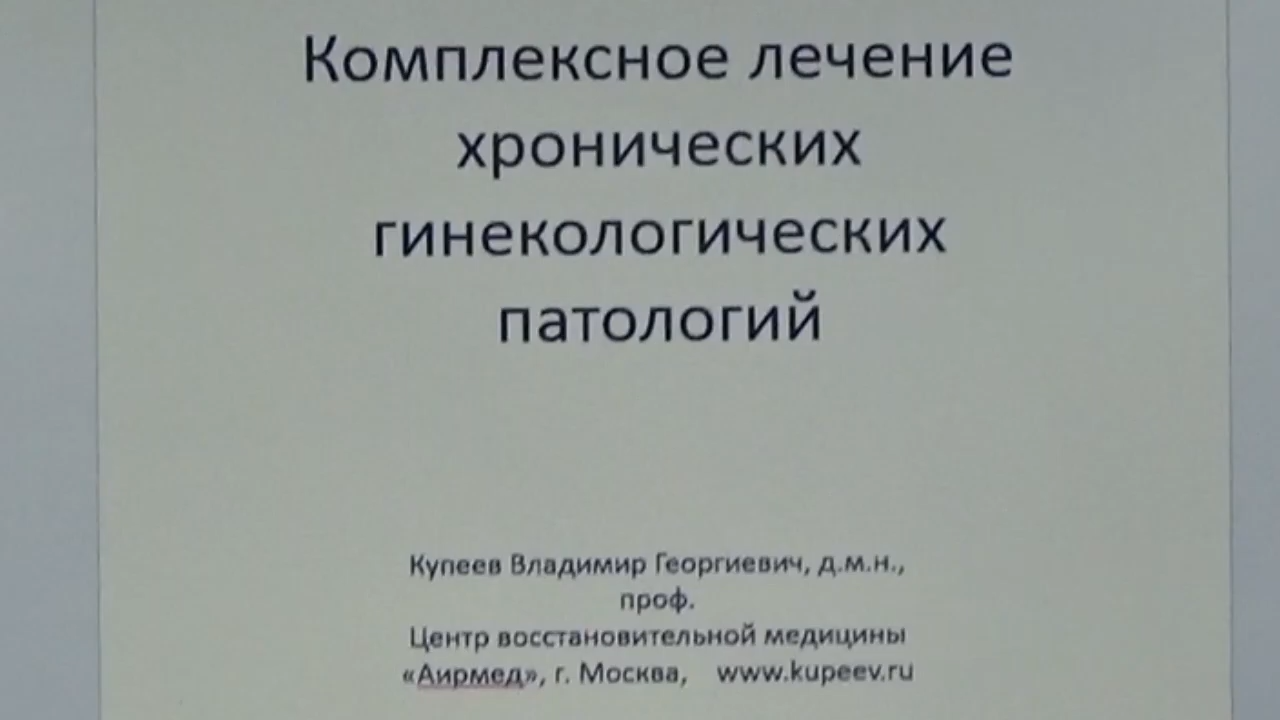 Комплексное лечение
хронических
гинекологических
патологий
Купеев Владимир Георгиевич, д.м.н.,
проф.
Центр восстановительной медицины
«Аирмед», г. Москва, www.kupeev.ru